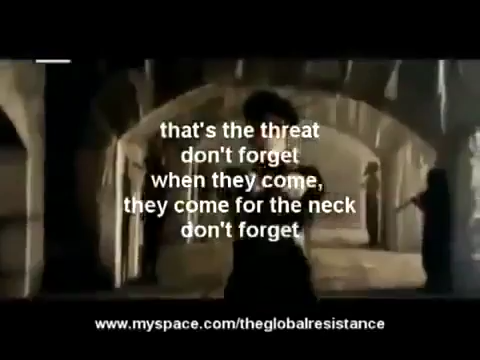 that's the threat
don't forget
when they come,
they come for the neck
don't forget
www.myspace.com/theglobalresistance